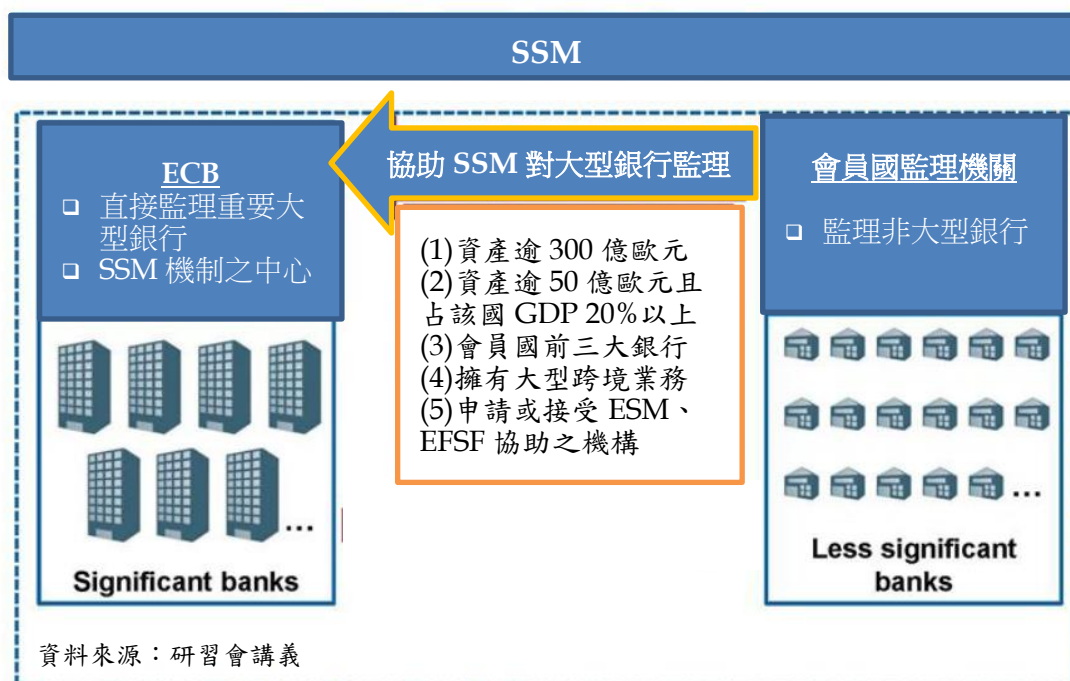 SSM
ECB
❑ 直接監理重要大
型銀行
❑ SSM 機制之中心
協助 SSM 對大型銀行監理
(1)資產逾 300 億歐元
(2)資產逾 50 億歐元且
占該國 GDP 20%以上
(3)會員國前三大銀行
(4)擁有大型跨境業務
(5)申請或接受 ESM、
EFSF 協助之機構
會員國監理機關
❑ 監理非大型銀行
...
Significant banks
...
Less significant
banks
資料來源：研習會講義